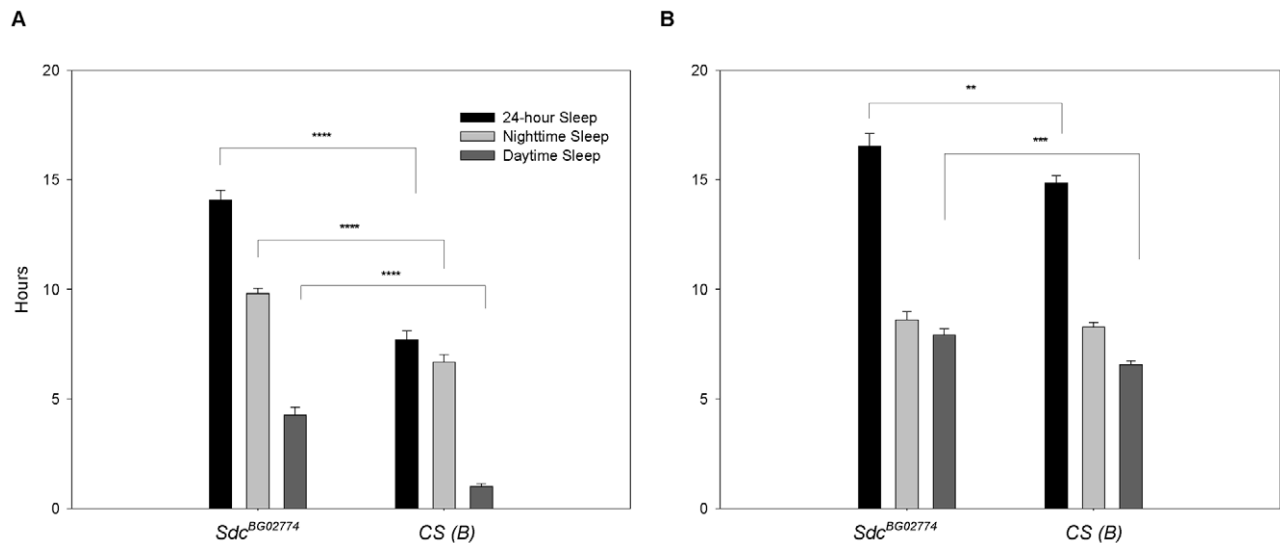 A
B
Hours
20
15
10
5
0
24-hour Sleep
Nighttime Sleep
Daytime Sleep
****
****
****
Sdc^BG02774 CS (B)
20
15
10
5
0
**
***
Sdc^BG02774 CS (B)